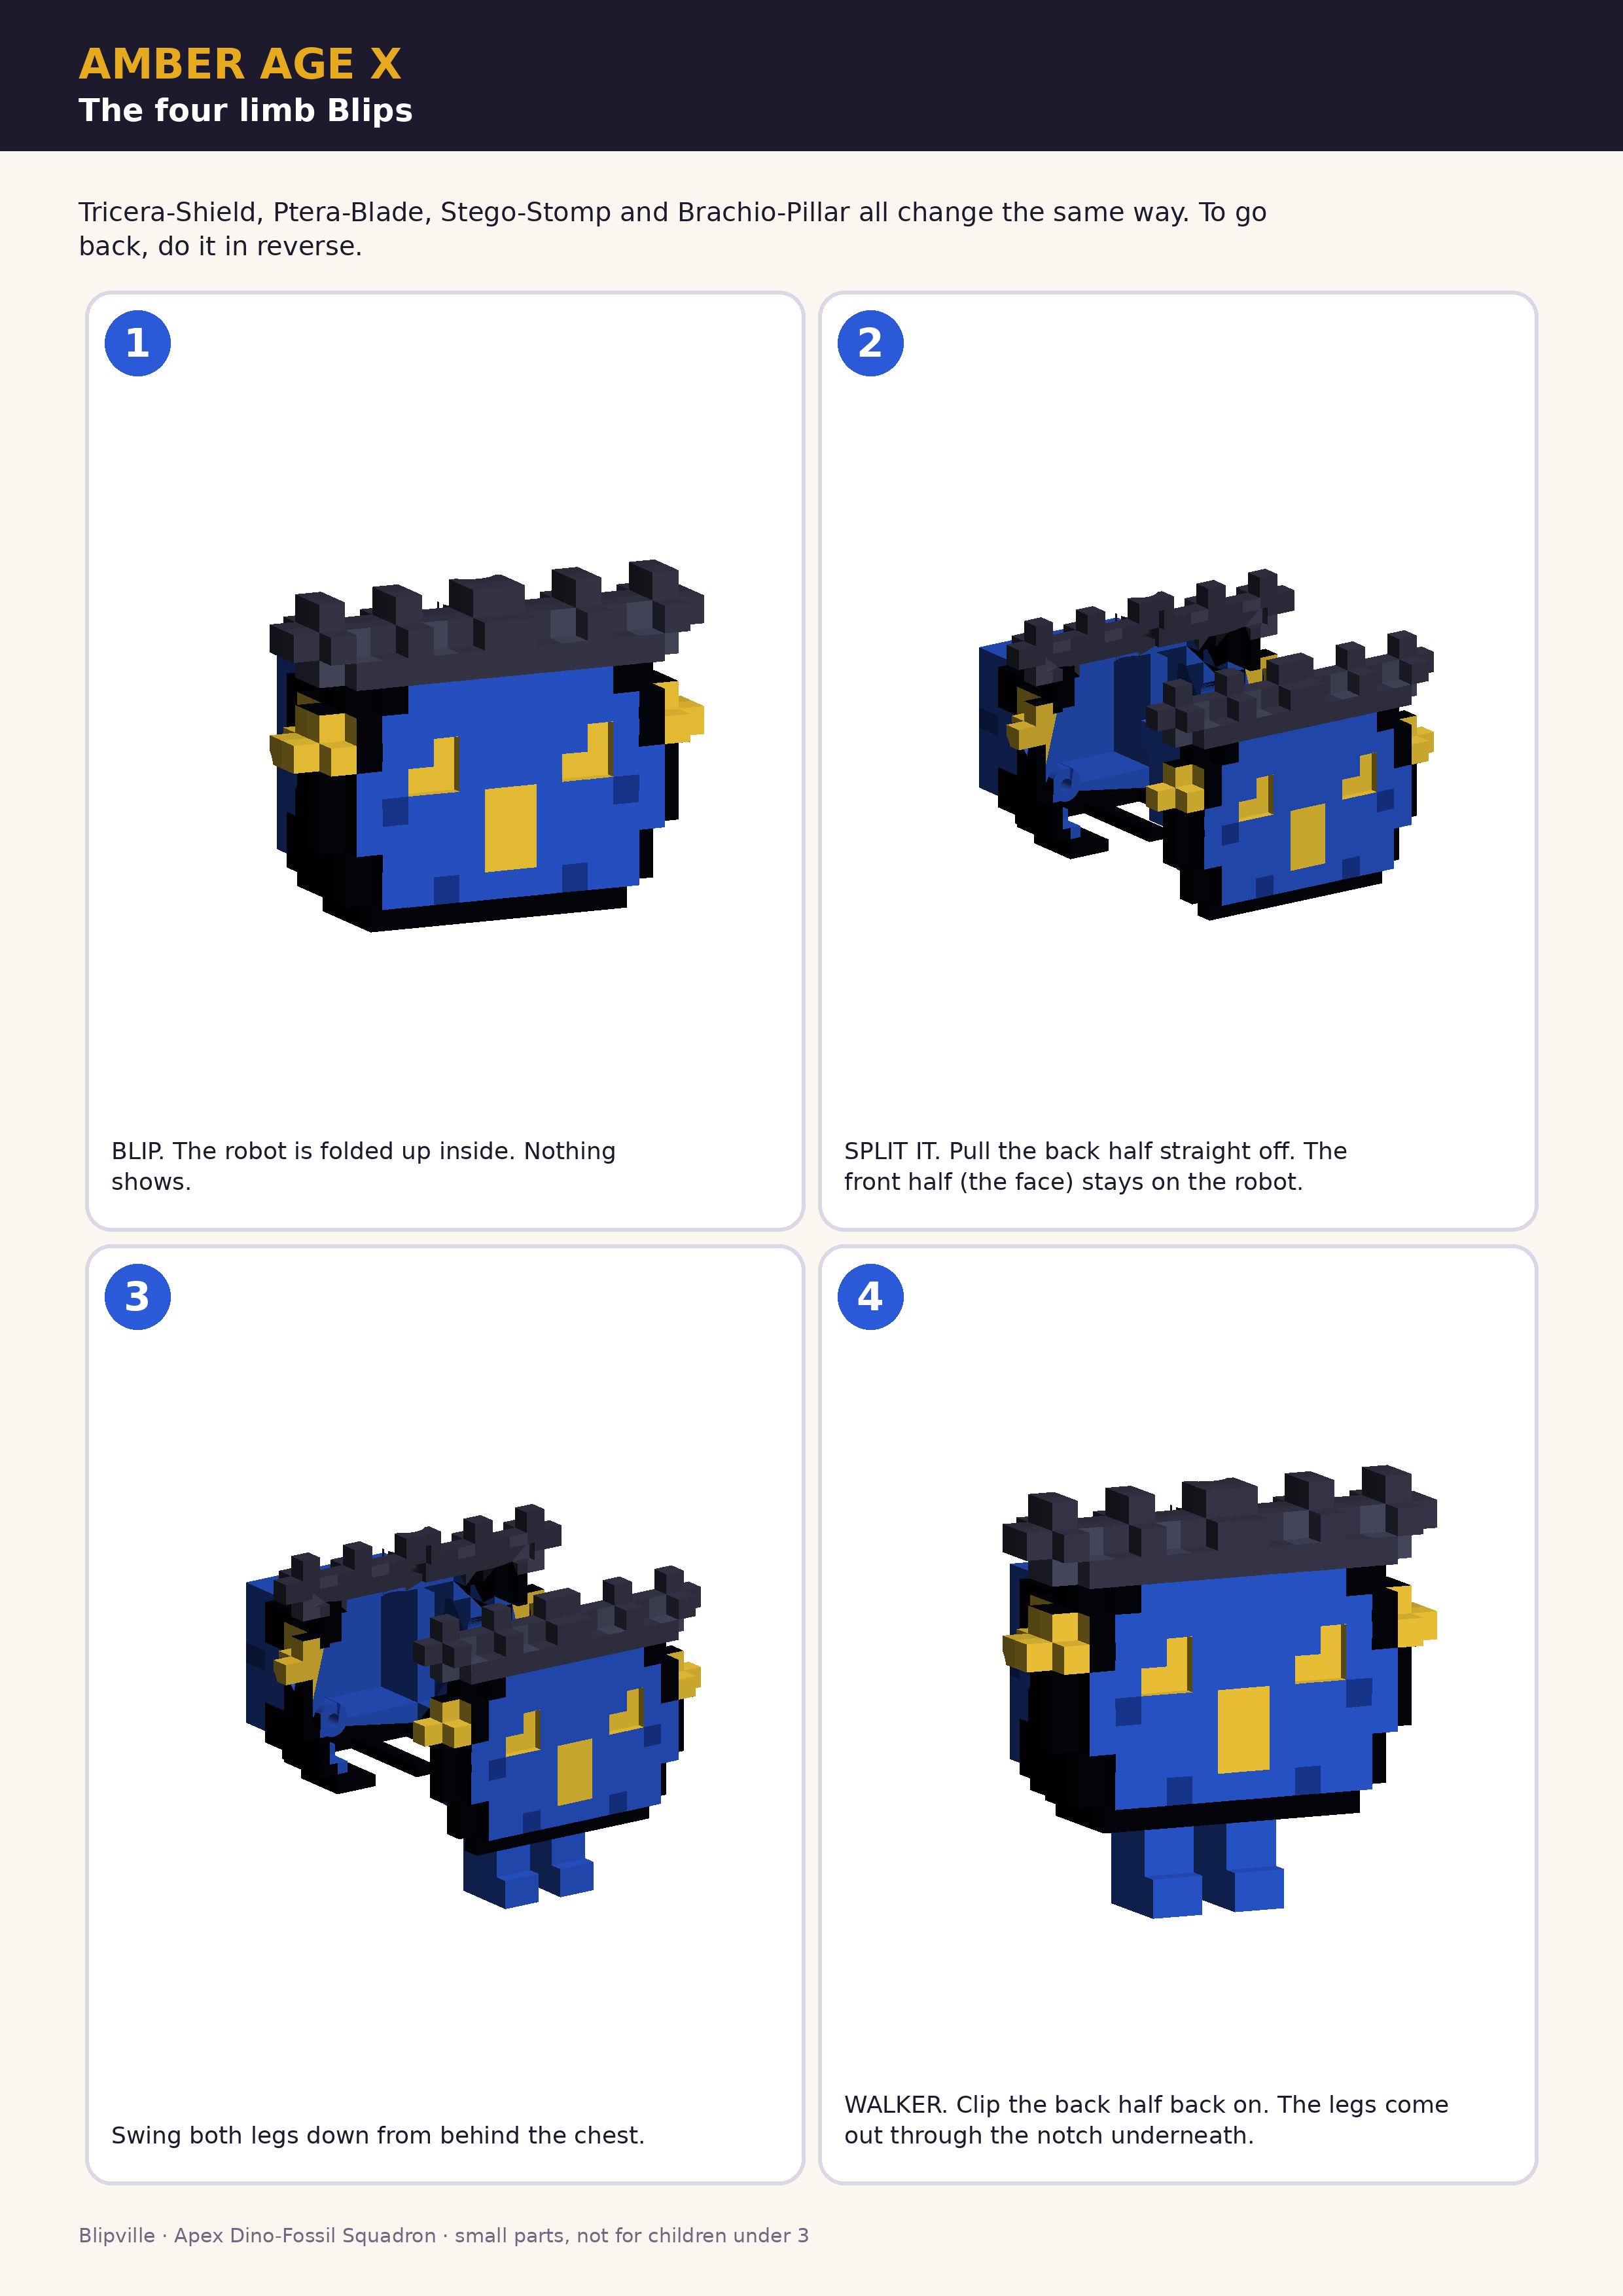 AMBER AGE X
The four limb Blips
Tricera-Shield, Ptera-Blade, Stego-Stomp and Brachio-Pillar all change the same way. To go
back, do it in reverse.
1
BLIP. The robot is folded up inside. Nothing
shows.
2
SPLIT IT. Pull the back half straight off. The
front half (the face) stays on the robot.
3
Swing both legs down from behind the chest.
4
WALKER. Clip the back half back on. The legs come
out through the notch underneath.
Blipville · Apex Dino-Fossil Squadron · small parts, not for children under 3